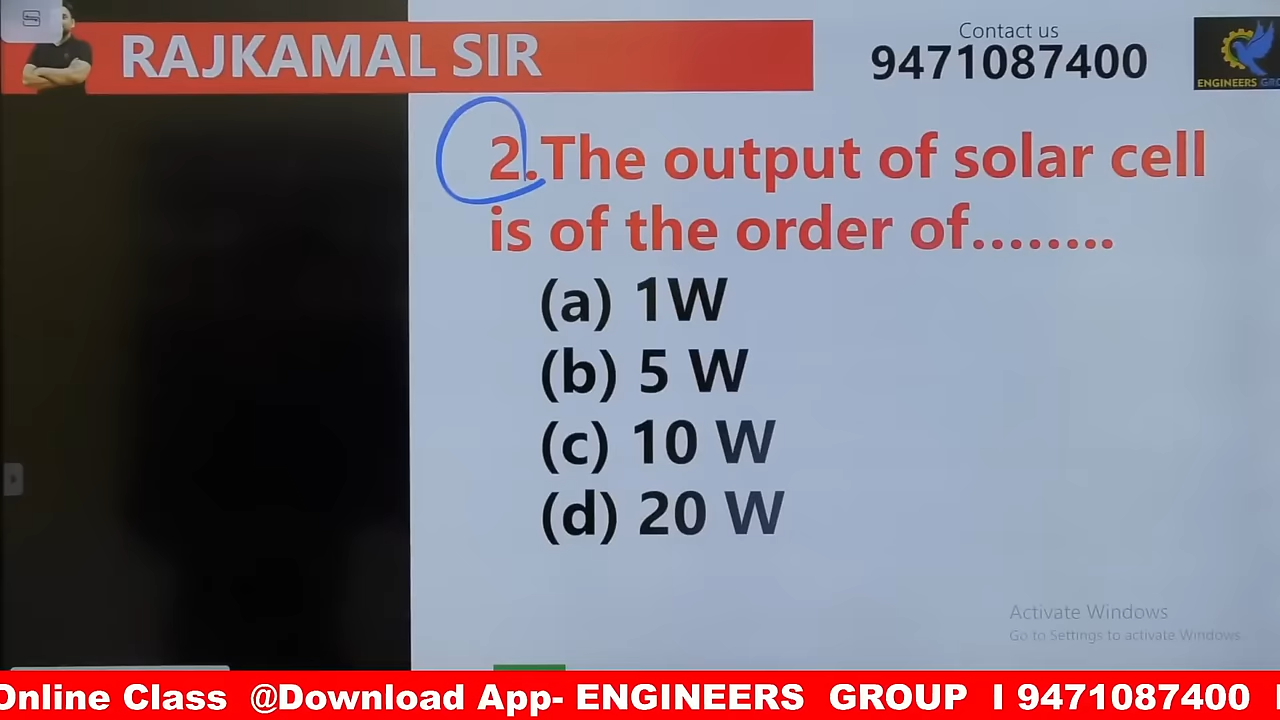 RAJKAMAL SIR
Contact us
9471087400
ENGINEERS GRO
2.The output of solar cell
is of the order of........
(a) 1W
(b) 5 W
(c) 10 W
(d) 20 W
Activate Windows
Go to Settings to activate Windows.
Online Class @Download App- ENGINEERS GROUP I 9471087400